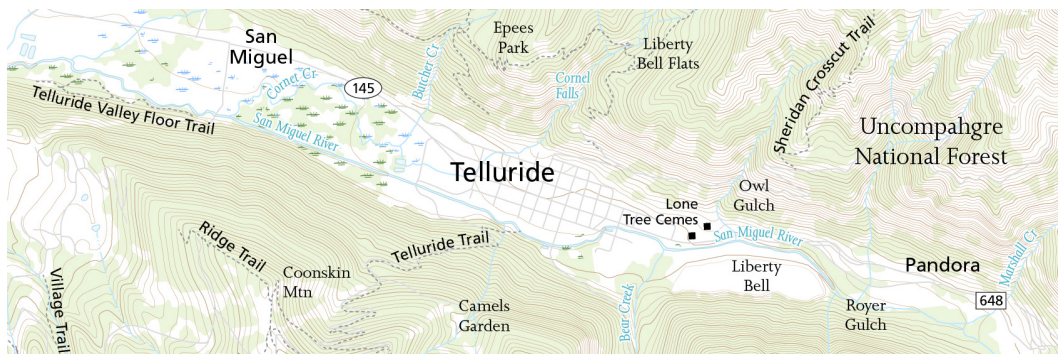 San
Miguel
Epees
Park
Liberty
Bell Flats
Butcher Cr
Cornet Cr
145
Cornel
Falls
Sheridan Crosscut Trail
Telluride Valley Floor Trail
San Miguel River
Uncompahgre
National Forest
Telluride
Owl
Gulch
Lone
Tree Cemes
San Miguel River
Ridge Trail
Telluride Trail
Pandora
Marshall Cr
Village Trail
Coonskin
Mtn
Liberty
Bell
Camels
Garden
Bear Creek
Royer
Gulch
648